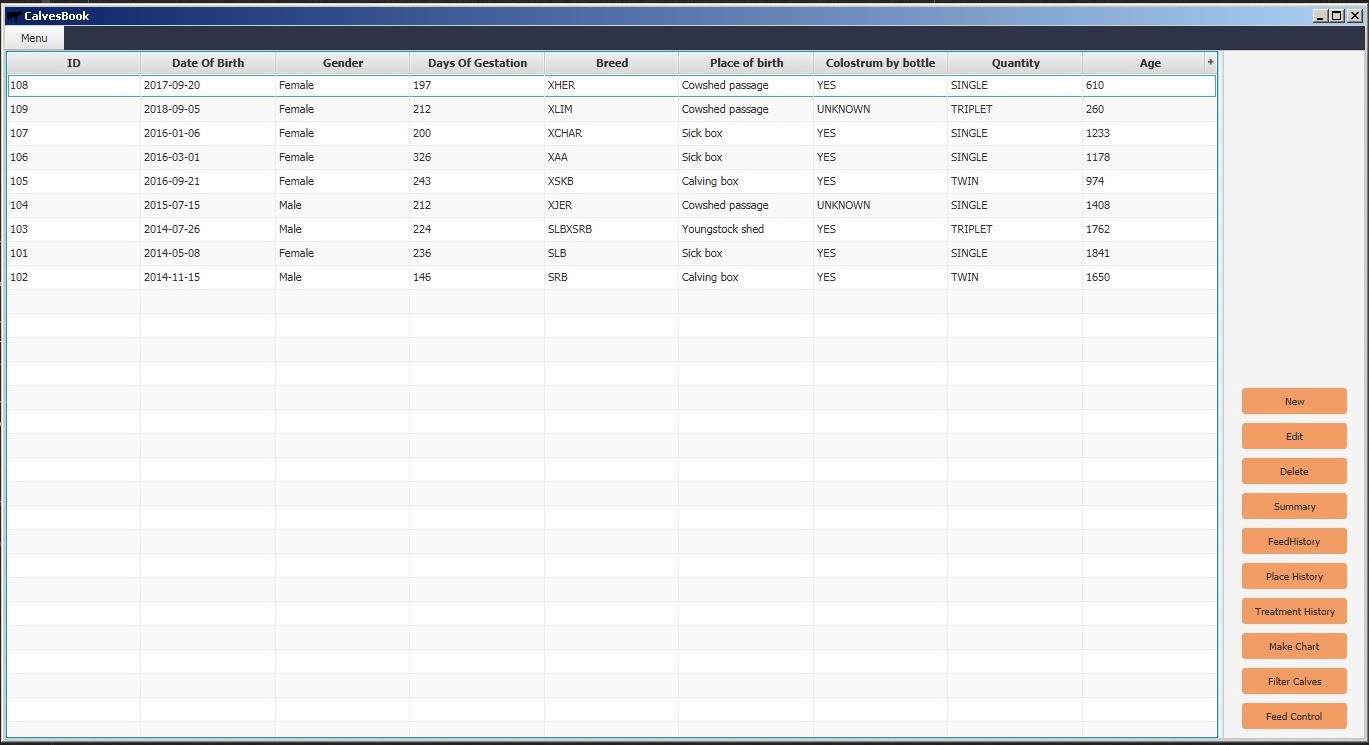 CalvesBook
Menu
ID Date Of Birth Gender Days Of Gestation Breed Place of birth Colostrum by bottle Quantity Age +
108 2017-09-20 Female 197 XHER Cowshed passage YES SINGLE 610
109 2018-09-05 Female 212 XLIM Cowshed passage UNKNOWN TRIPLET 260
107 2016-01-06 Female 200 XCHAR Sick box YES SINGLE 1233
106 2016-03-01 Female 326 XAA Sick box YES SINGLE 1178
105 2016-09-21 Female 243 XSKB Calving box YES TWIN 974
104 2015-07-15 Male 212 XJER Cowshed passage UNKNOWN SINGLE 1408
103 2014-07-26 Male 224 SLBXSRB Youngstock shed YES TRIPLET 1762
101 2014-05-08 Female 236 SLB Sick box YES SINGLE 1841
102 2014-11-15 Male 146 SRB Calving box YES TWIN 1650
New
Edit
Delete
Summary
FeedHistory
Place History
Treatment History
Make Chart
Filter Calves
Feed Control